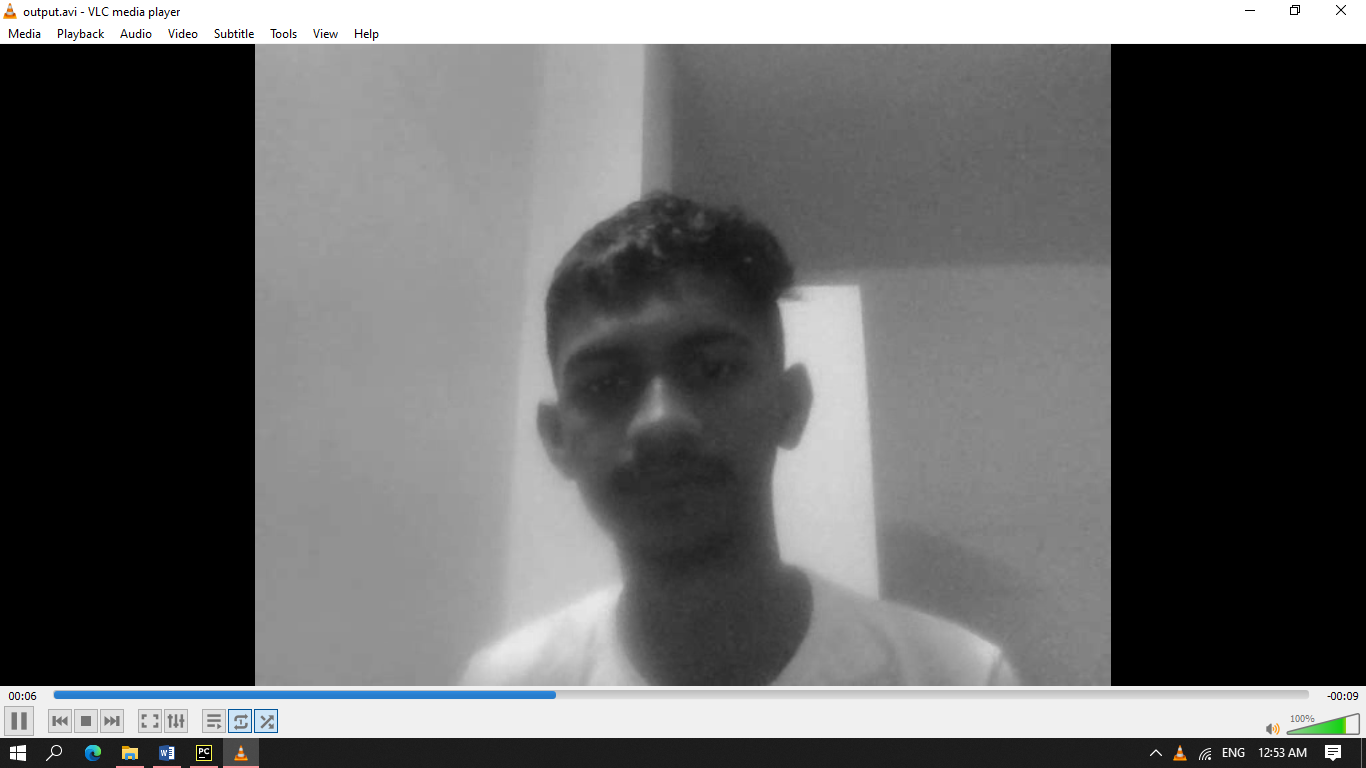 output.avi - VLC media player
Media Playback Audio Video Subtitle Tools View Help
00:06 -00:09
100%
PC W ENG 12:53 AM